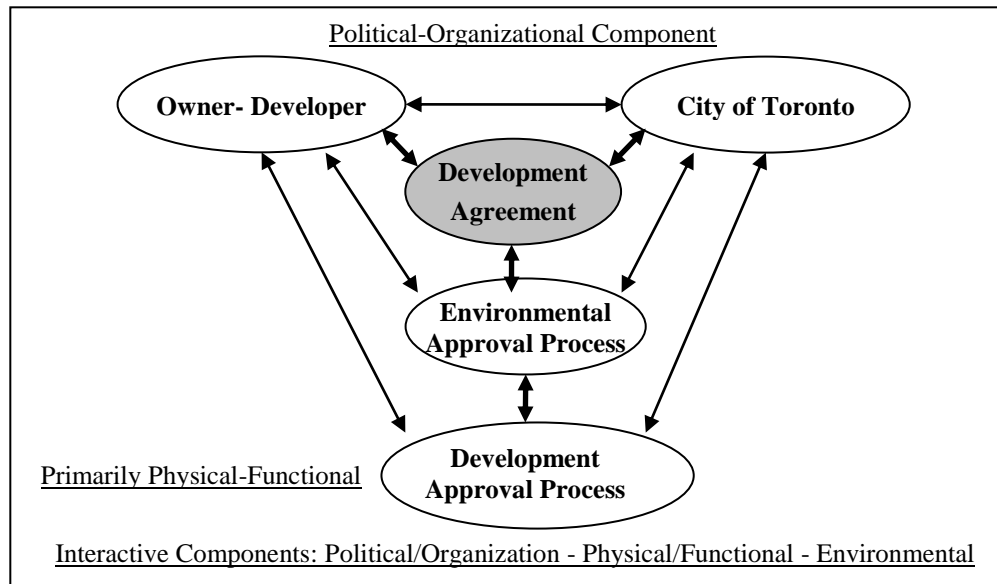 Political-Organizational Component
Owner- Developer
City of Toronto
Development
Agreement
Environmental
Approval Process
Development
Approval Process
Primarily Physical-Functional
Interactive Components: Political/Organization - Physical/Functional - Environmental